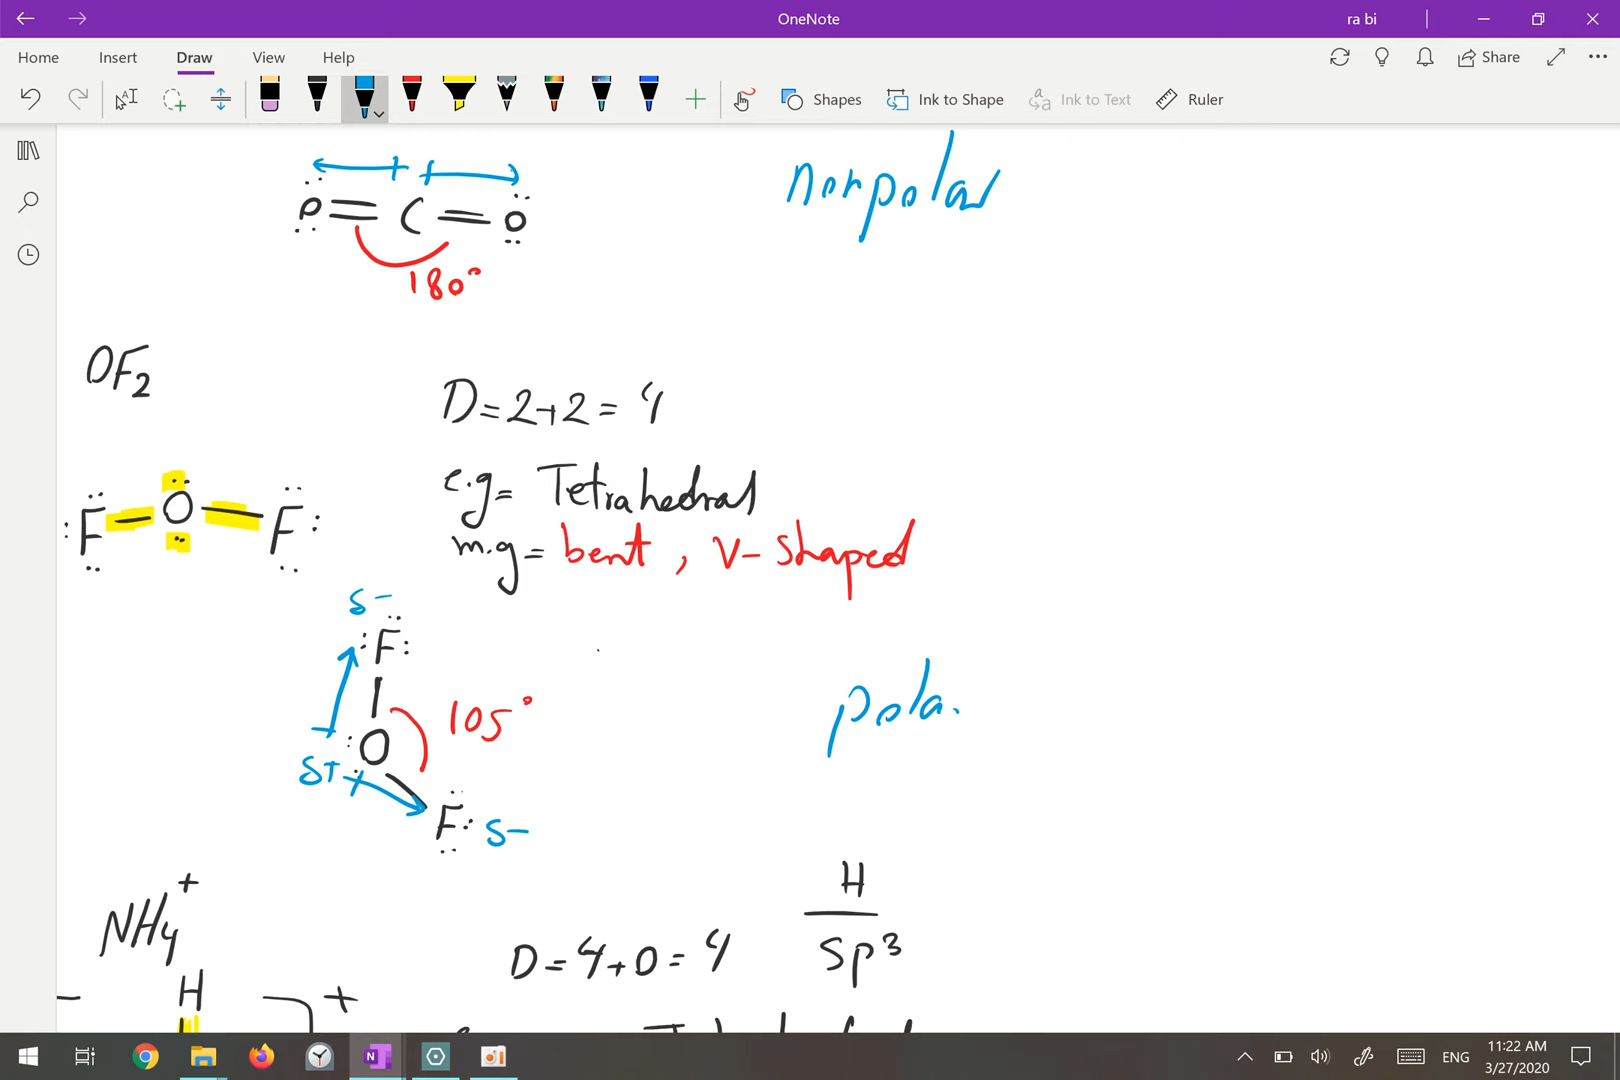 OneNote
ra bi
Home Insert Draw View Help
Share
Shapes Ink to Shape Ink to Text Ruler
nonpolar
O = C = O
180°
OF2
D = 2 + 2 = 4
e.g = Tetrahedral
m.g = bent, V-shaped
:F - O - F:
δ-
:F:
105°
O
δ+
F: δ-
pola.
NH4+
H
D = 4 + 0 = 4
H
Sp3
+
ENG
11:22 AM
3/27/2020